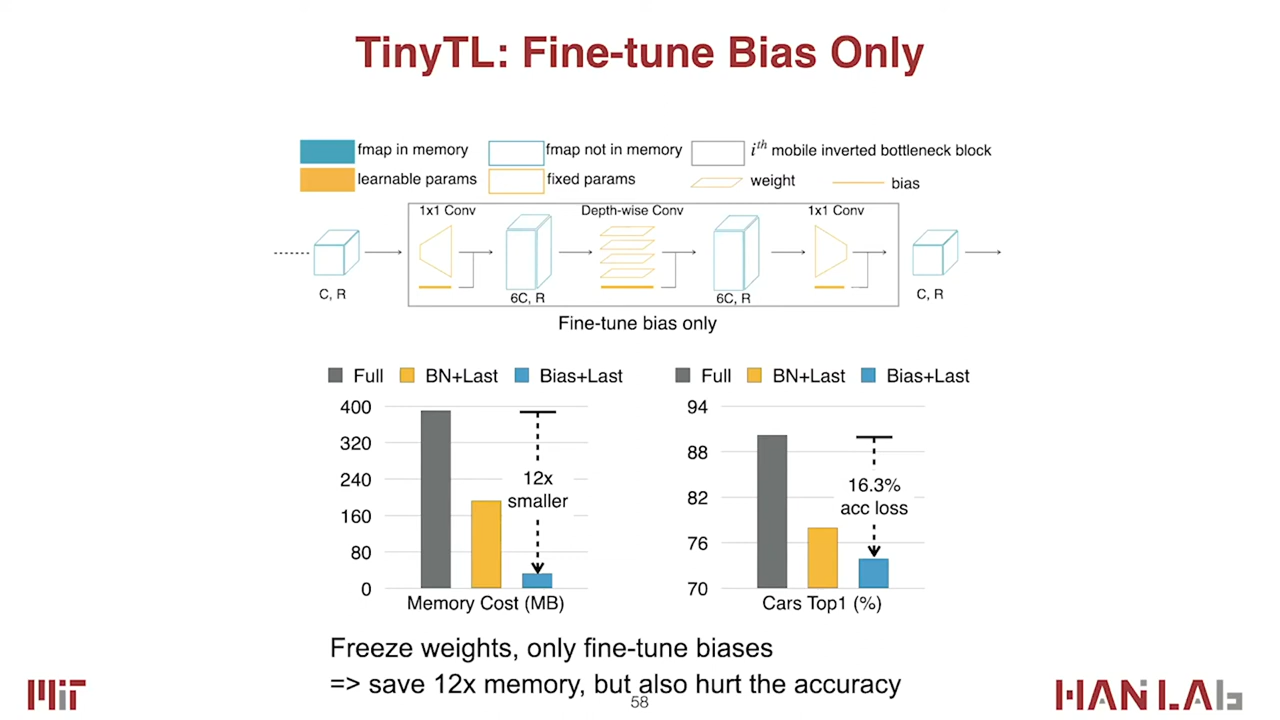 TinyTL: Fine-tune Bias Only
fmap in memory
fmap not in memory
iᵗʰ mobile inverted bottleneck block
learnable params
fixed params
weight
bias
1x1 Conv
Depth-wise Conv
1x1 Conv
C, R
6C, R
6C, R
C, R
Fine-tune bias only
Full BN+Last Bias+Last
400
320
240
160
80
0
12x
smaller
Memory Cost (MB)
Full BN+Last Bias+Last
94
88
82
76
70
16.3%
acc loss
Cars Top1 (%)
Freeze weights, only fine-tune biases
=> save 12x memory, but also hurt the accuracy
58
MIT
HAN LAB